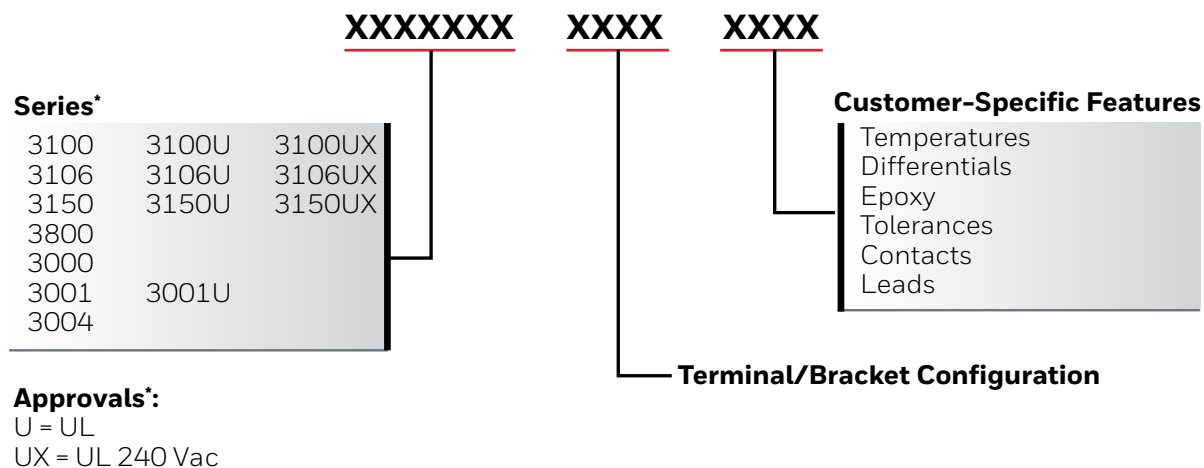 XXXXXXX XXXX XXXX
Series*
3100 3100U 3100UX
3106 3106U 3106UX
3150 3150U 3150UX
3800
3000
3001 3001U
3004
Customer-Specific Features
Temperatures
Differentials
Epoxy
Tolerances
Contacts
Leads
Terminal/Bracket Configuration
Approvals*:
U = UL
UX = UL 240 Vac